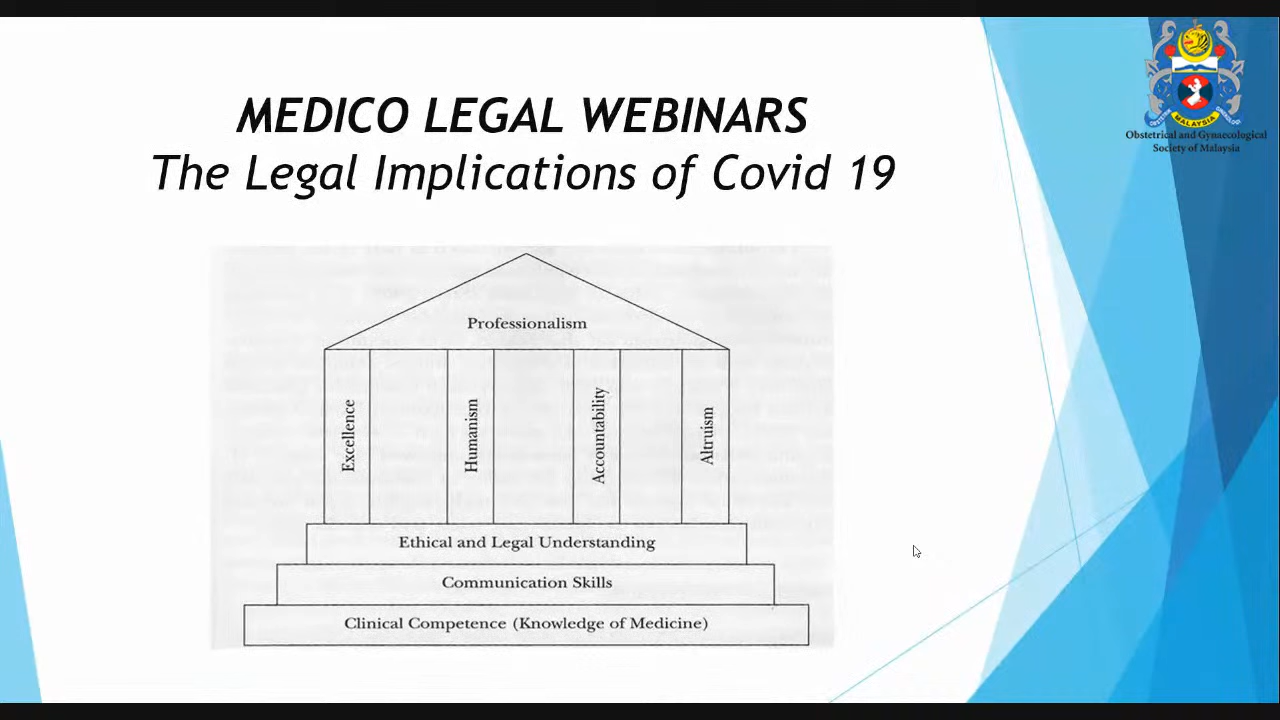 MEDICO LEGAL WEBINARS
The Legal Implications of Covid 19
MALAYSIA
Obstetrical and Gynaecological
Society of Malaysia
Professionalism
Excellence
Humanism
Accountability
Altruism
Ethical and Legal Understanding
Communication Skills
Clinical Competence (Knowledge of Medicine)